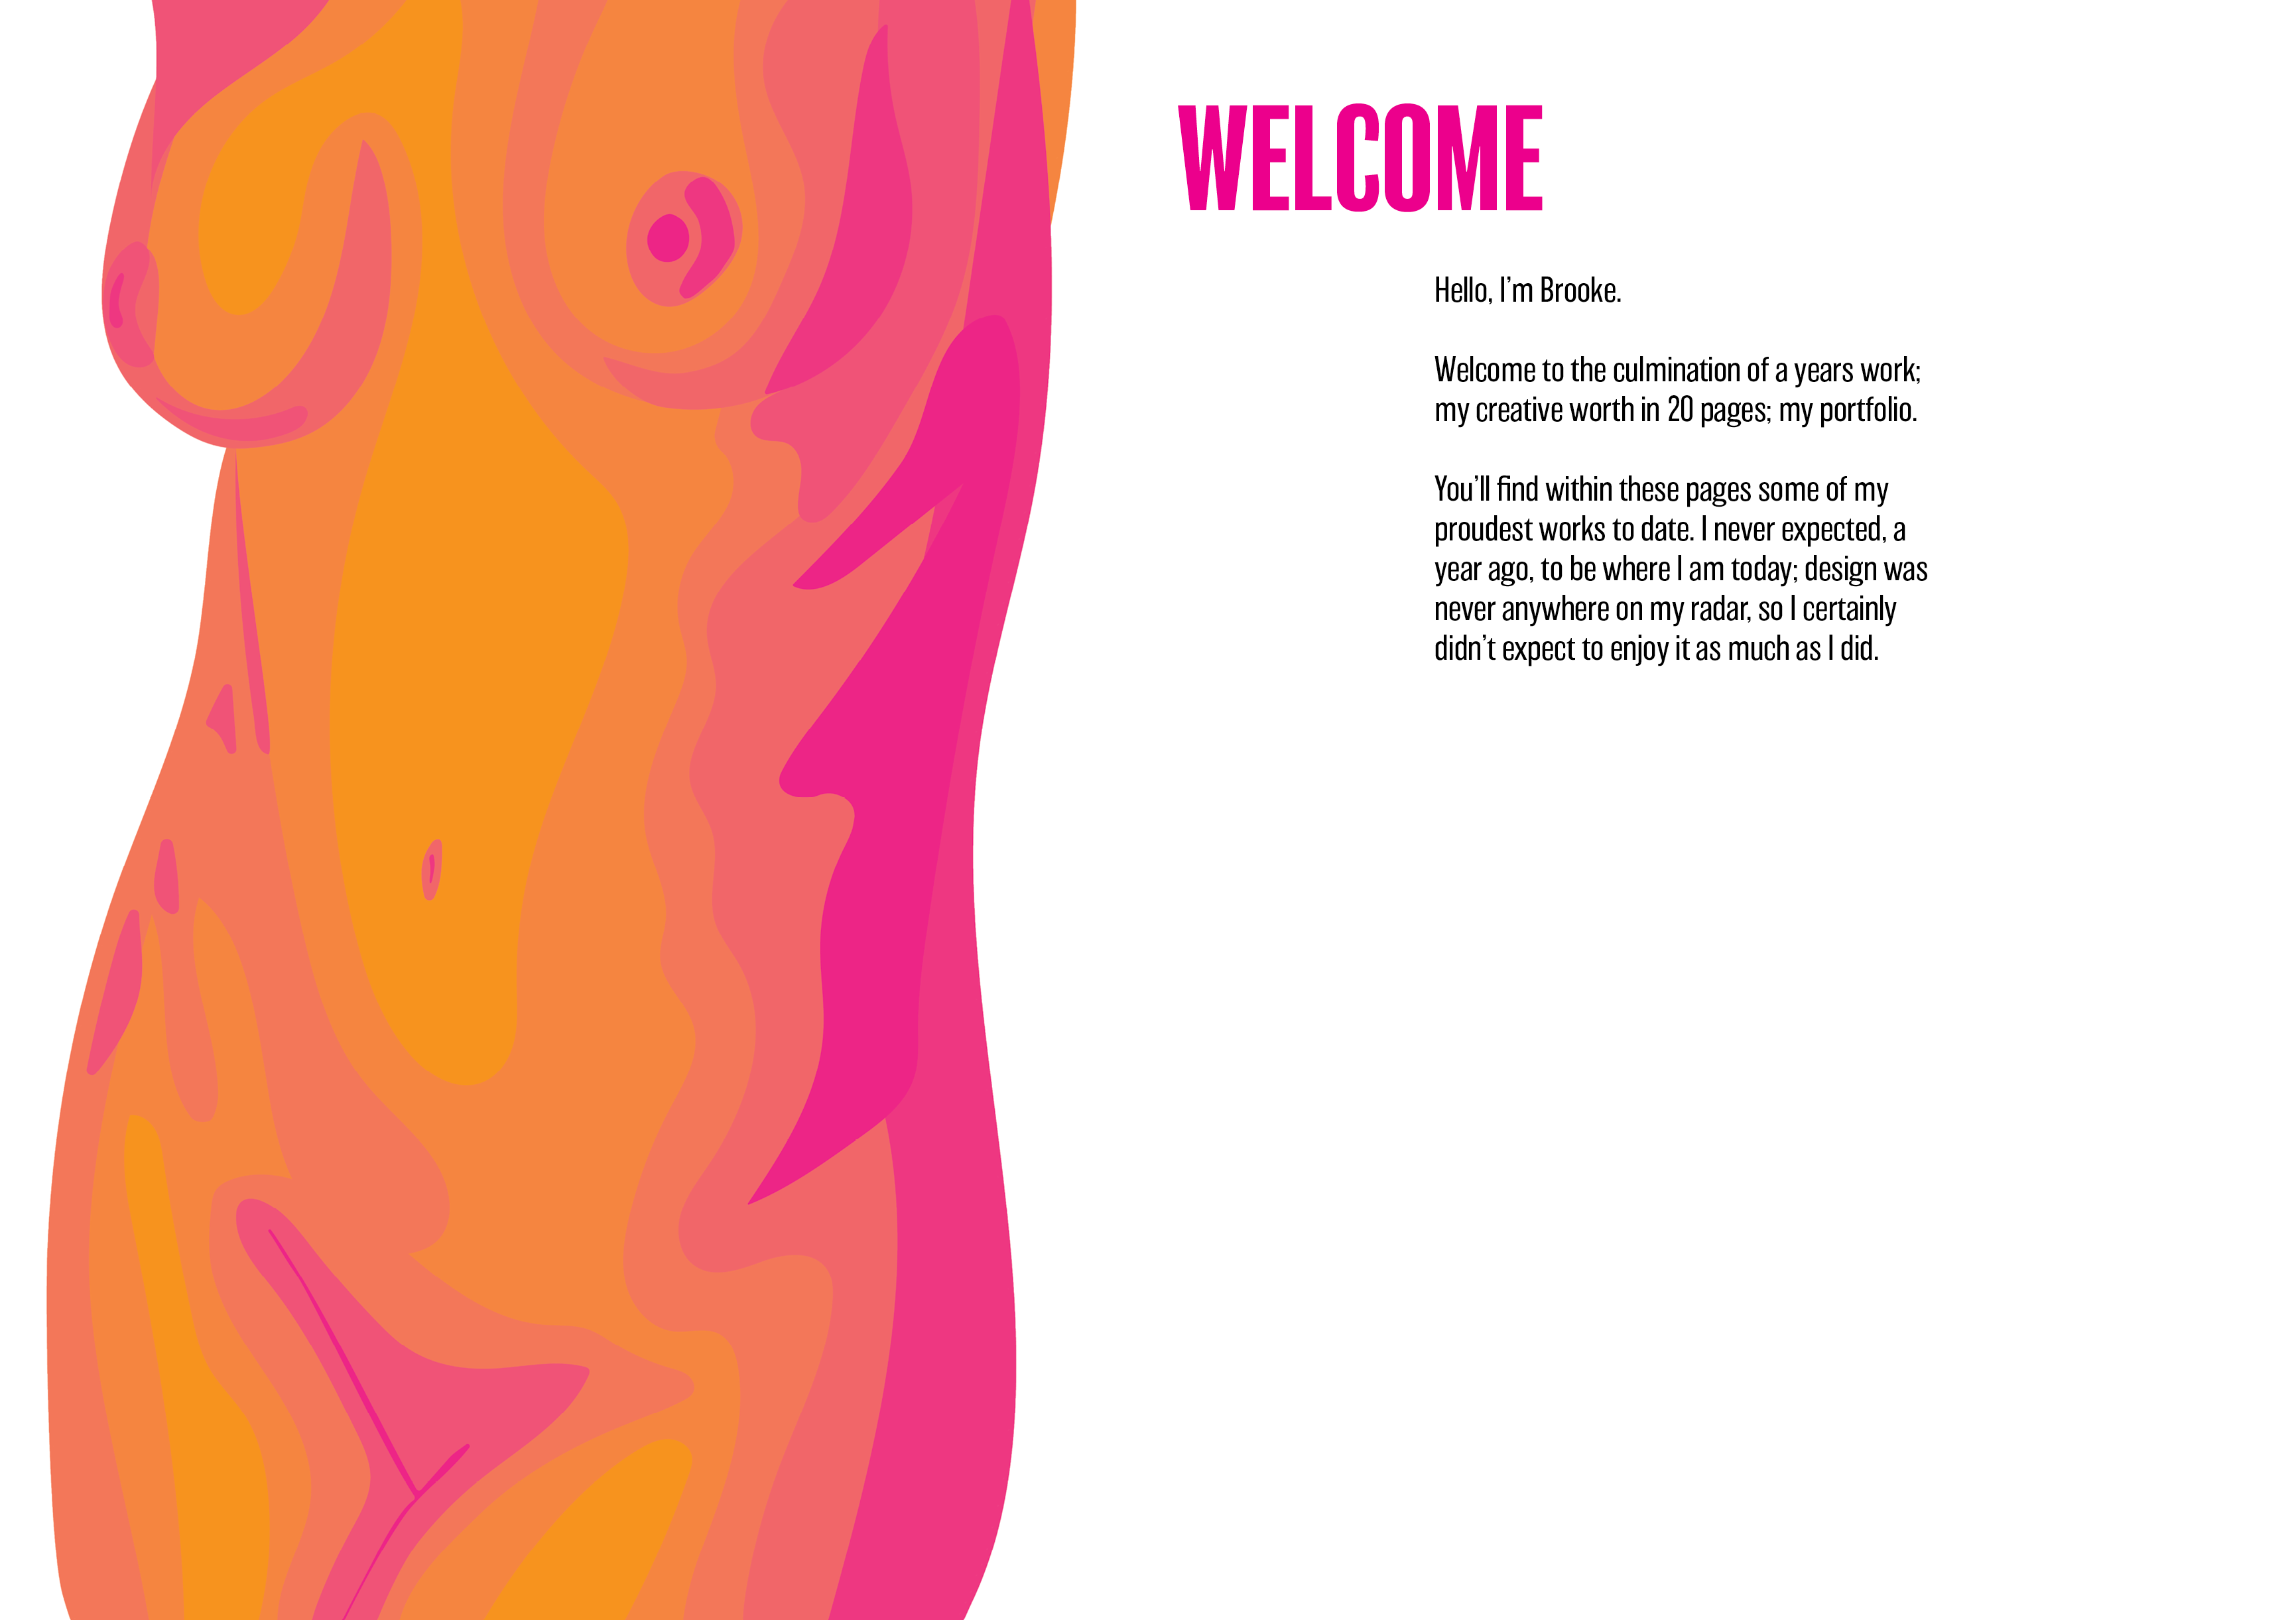 WELCOME
Hello, I'm Brooke.
Welcome to the culmination of a years work;
my creative worth in 20 pages; my portfolio.
You'll find within these pages some of my
proudest works to date. I never expected, a
year ago, to be where I am today; design was
never anywhere on my radar, so I certainly
didn't expect to enjoy it as much as I did.